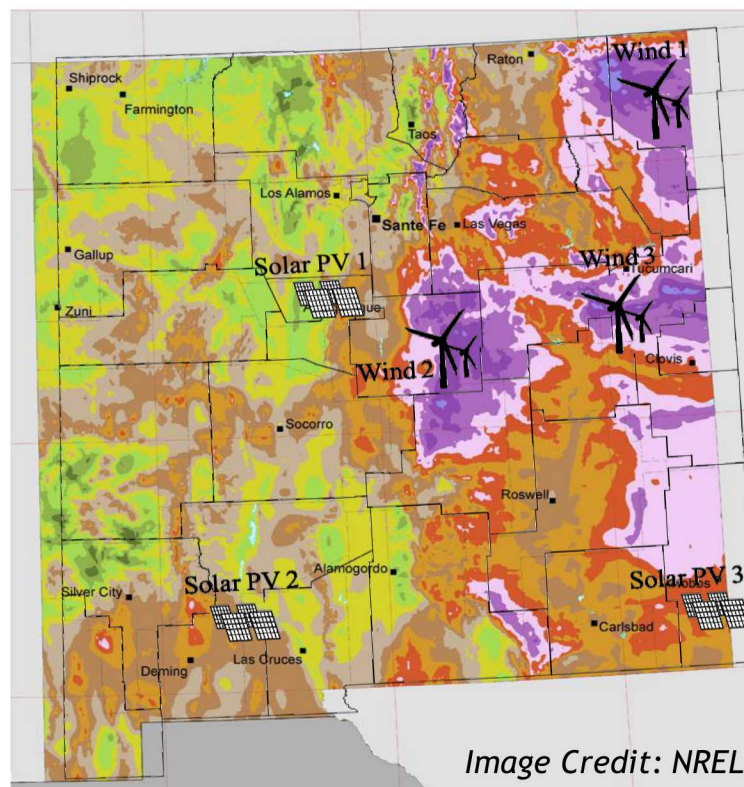 Wind 1
Raton
Shiprock
Farmington
Taos
Los Alamos
Sante Fe
Las Vegas
Gallup
Wind 3
Solar PV 1
Tucumcari
Zuni
Wind 2
Clovis
Socorro
Roswell
Alamogordo
Solar PV 2
Solar PV 3
Silver City
Carlsbad
Las Cruces
Deming
Image Credit: NREL